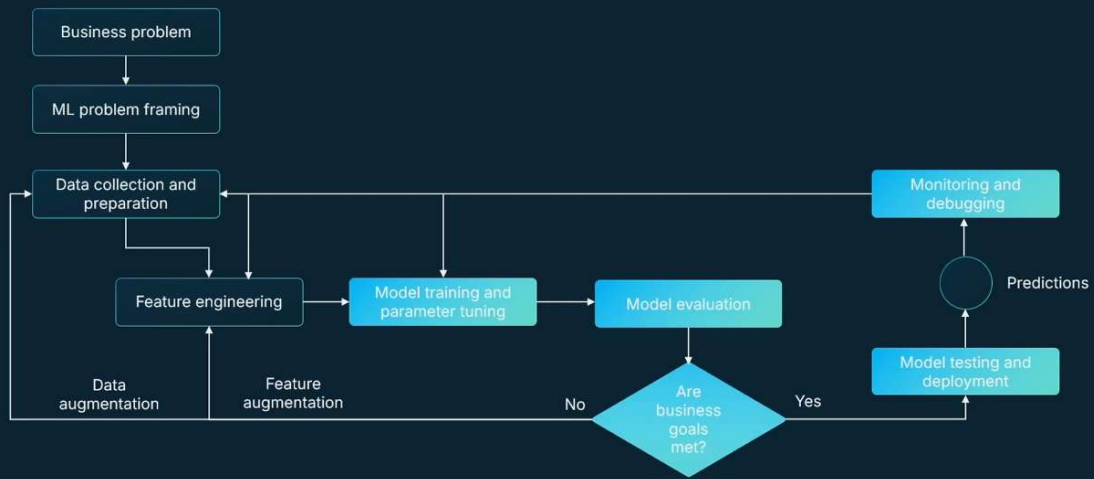 Business problem
ML problem framing
Data collection and
preparation
Monitoring and
debugging
Predictions
Feature engineering
Model training and
parameter tuning
Model evaluation
Model testing and
deployment
Data
augmentation
Feature
augmentation
No
Are
business
goals
met?
Yes